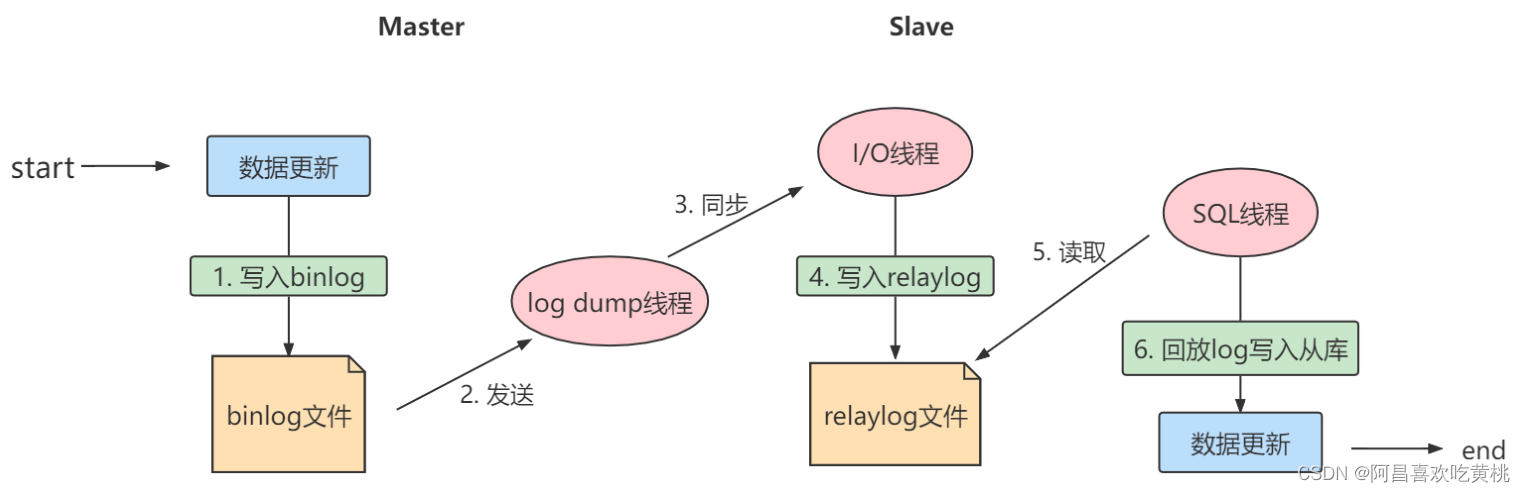 Master
Slave
start
数据更新
1. 写入binlog
binlog文件
2. 发送
log dump线程
3. 同步
I/O线程
4. 写入relaylog
relaylog文件
5. 读取
SQL线程
6. 回放log写入从库
数据更新
end
CSDN @阿昌喜欢吃黄桃